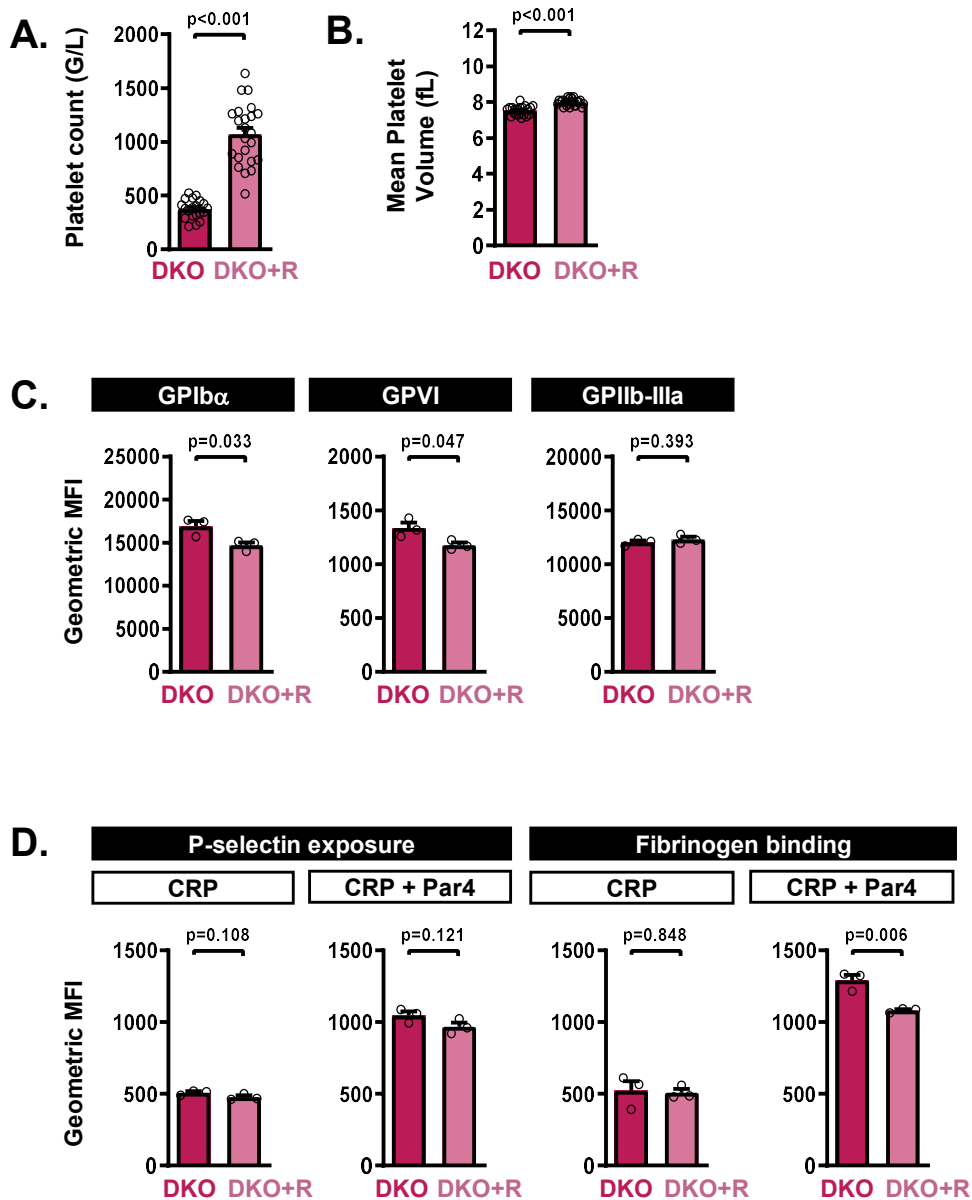 A.
p<0.001
Platelet count (G/L)
2000
1500
1000
500
0
DKO DKO+R
B.
p<0.001
Mean Platelet
Volume (fL)
12
10
8
6
4
2
0
DKO DKO+R
C.
GPIbα
GPVI
GPIIb-IIIa
Geometric MFI
p=0.033
25000
20000
15000
10000
5000
0
DKO DKO+R
p=0.047
2000
1500
1000
500
0
DKO DKO+R
p=0.393
20000
15000
10000
5000
0
DKO DKO+R
D.
P-selectin exposure
Fibrinogen binding
CRP
CRP + Par4
CRP
CRP + Par4
Geometric MFI
p=0.108
1500
1000
500
0
DKO DKO+R
p=0.121
1500
1000
500
0
DKO DKO+R
p=0.848
1500
1000
500
0
DKO DKO+R
p=0.006
1500
1000
500
0
DKO DKO+R